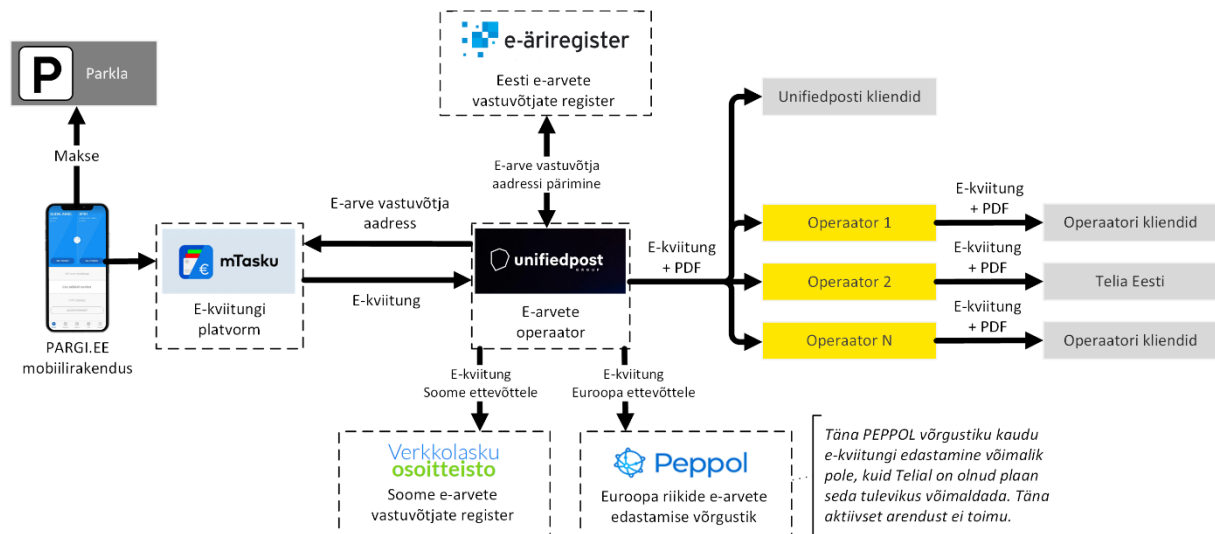 P
Parkla
Makse
PARGI.EE
mobiilirakendus
mTasku
E-kviitungi
platvorm
E-arve vastuvõtja
aadress
E-kviitung
e-äriregister
Eesti e-arvete
vastuvõtjate register
E-arve vastuvõtja
aadressi pärimine
unifiedpost
GROUP
E-arvete
operaator
E-kviitung
+ PDF
Unifiedposti kliendid
Operaator 1
E-kviitung
+ PDF
Operaatori kliendid
Operaator 2
E-kviitung
+ PDF
Telia Eesti
Operaator N
E-kviitung
+ PDF
Operaatori kliendid
E-kviitung
Soome ettevõttele
E-kviitung
Euroopa ettevõttele
Verkkolasku
osoitteisto
Soome e-arvete
vastuvõtjate register
Peppol
Euroopa riikide e-arvete
edastamise võrgustik
Täna PEPPOL võrgustiku kaudu
e-kviitungi edastamine võimalik
pole, kuid Telial on olnud plaan
seda tulevikus võimaldada. Täna
aktiivset arendust ei toimu.